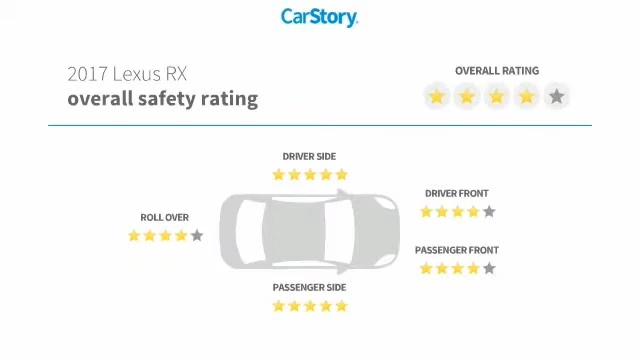 CarStory
2017 Lexus RX
overall safety rating
OVERALL RATING
DRIVER SIDE
DRIVER FRONT
ROLL OVER
PASSENGER FRONT
PASSENGER SIDE